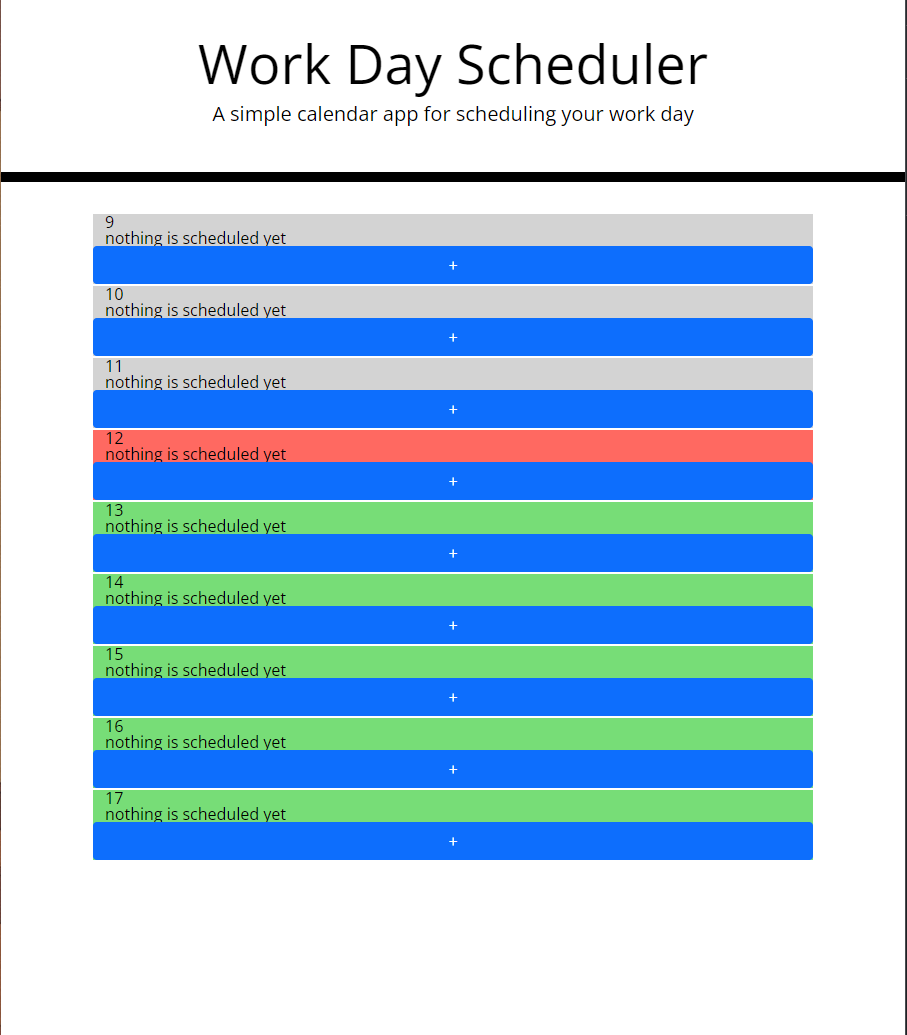 Work Day Scheduler
A simple calendar app for scheduling your work day
9
nothing is scheduled yet
+
10
nothing is scheduled yet
+
11
nothing is scheduled yet
+
12
nothing is scheduled yet
+
13
nothing is scheduled yet
+
14
nothing is scheduled yet
+
15
nothing is scheduled yet
+
16
nothing is scheduled yet
+
17
nothing is scheduled yet
+